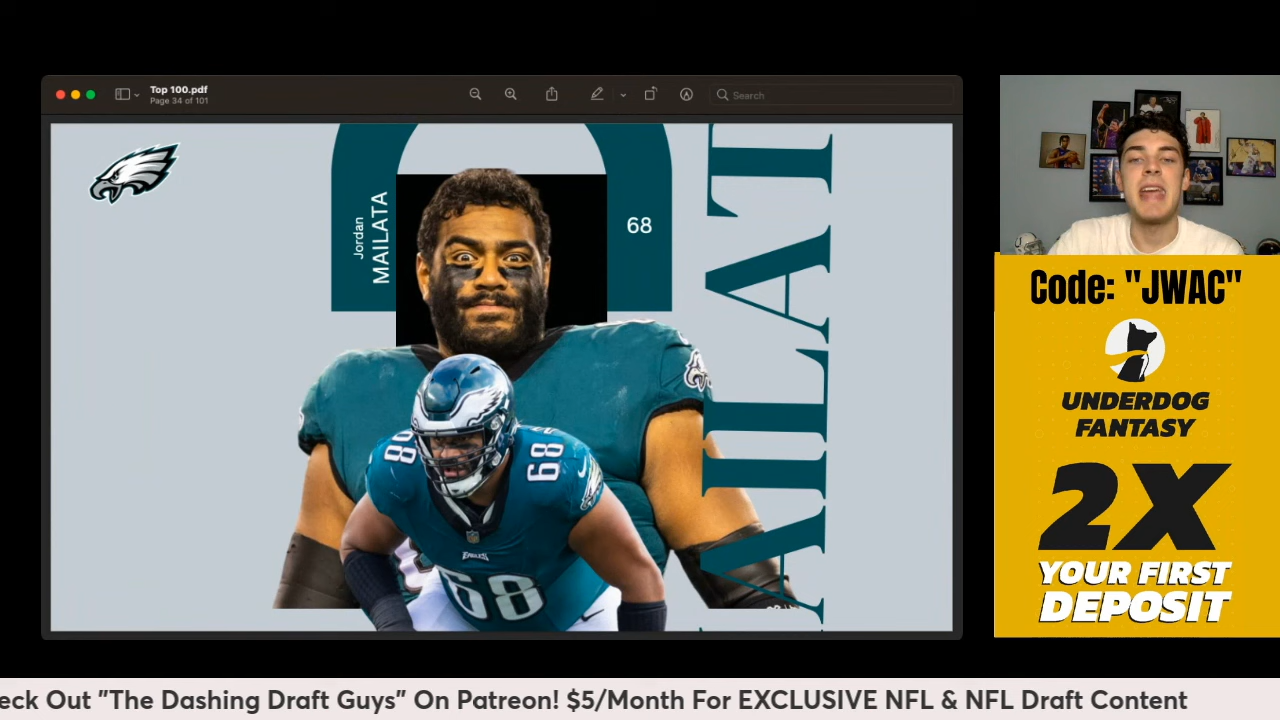 Top 100.pdf
Page 34 of 101
Search
Jordan
MAILATA
68
AILAT
68
68
EAGLES
68
Code: "JWAC"
UNDERDOG
FANTASY
2X
YOUR FIRST
DEPOSIT
eck Out "The Dashing Draft Guys" On Patreon! $5/Month For EXCLUSIVE NFL & NFL Draft Content